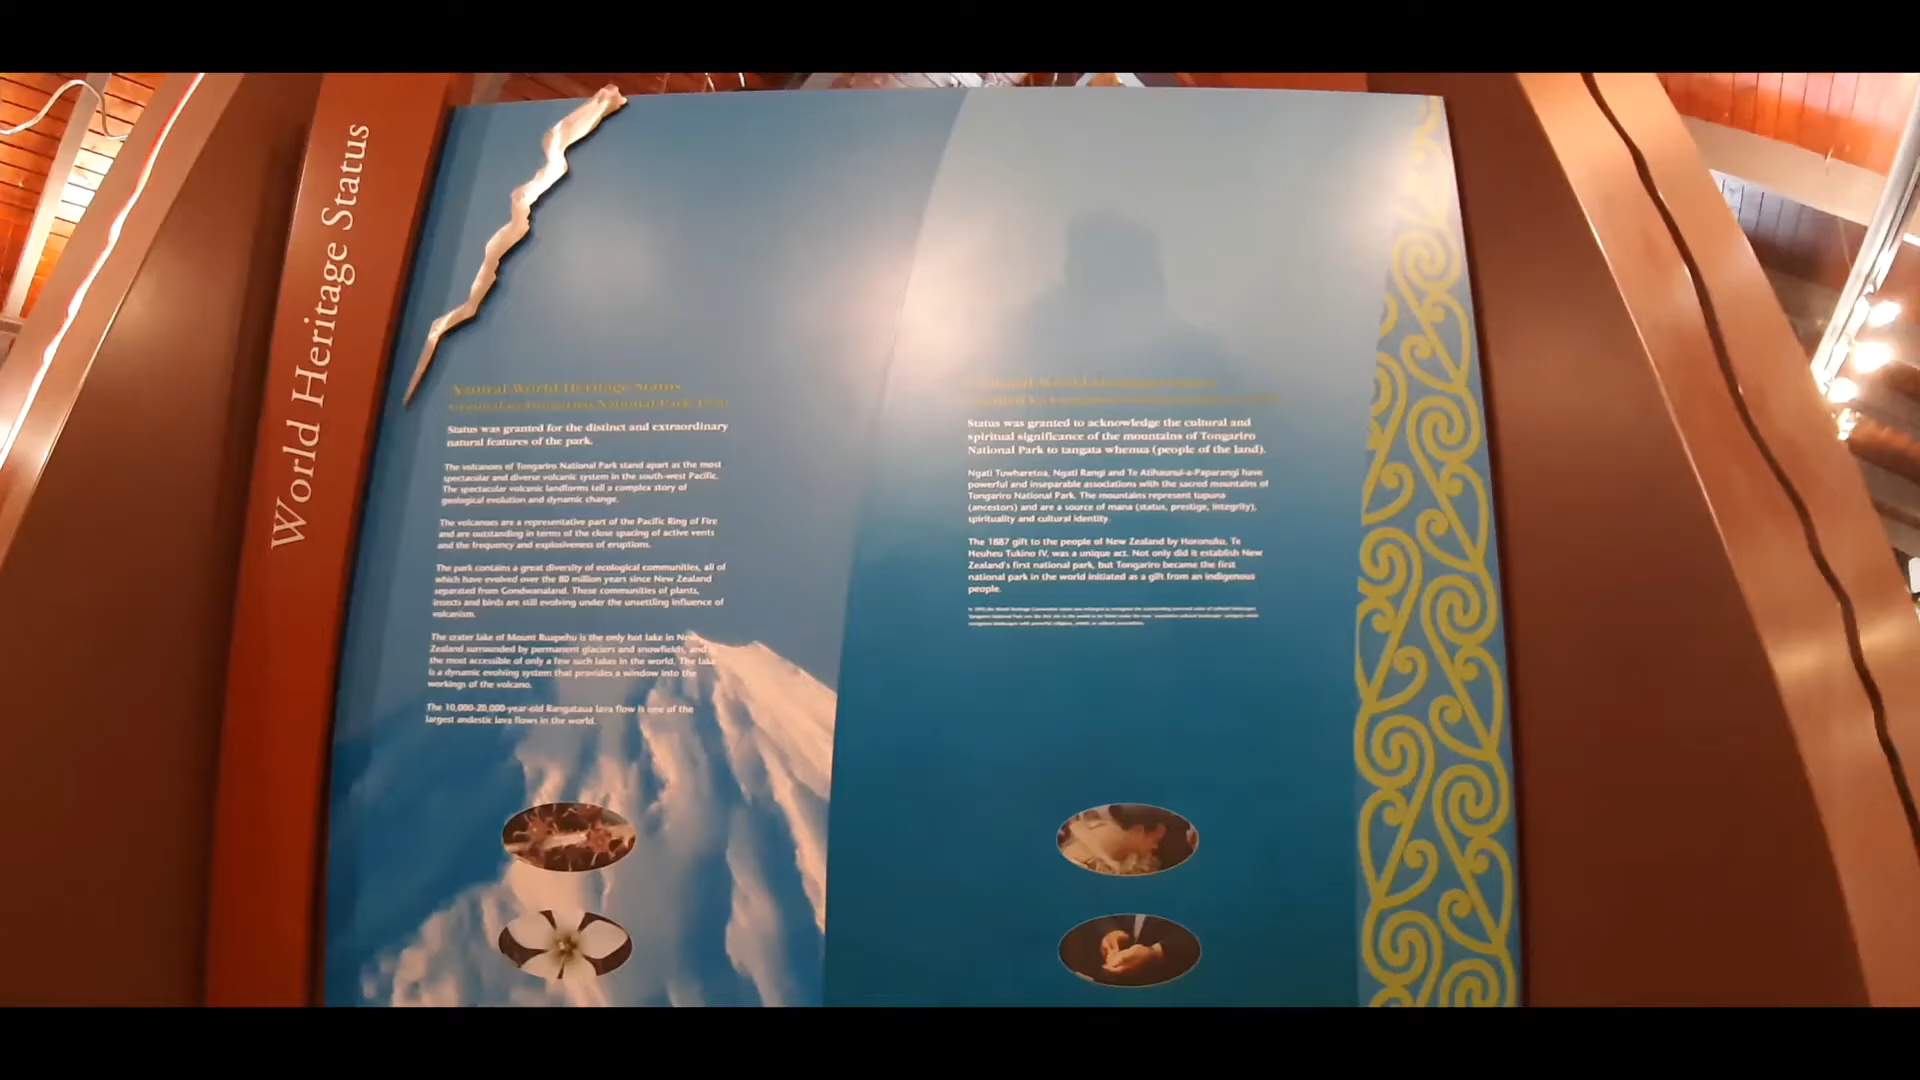 World Heritage Status
Natural World Heritage Status
Granted to Tongariro National Park
Status was granted for the distinct and extraordinary
natural features of the park.
The volcanoes of Tongariro National Park stand apart as the most
spectacular and diverse volcanic system in the south-west Pacific.
The spectacular volcanic landforms tell a complex story of
geological evolution and dynamic change.
The volcanoes are a representative part of the Pacific Ring of Fire
and are outstanding in terms of the close spacing of active vents
and the frequency and explosiveness of eruptions.
The park contains a great diversity of ecological communities, all of
which have evolved over the 80 million years since New Zealand
separated from Gondwanaland. These communities of plants,
insects and birds are still evolving under the unsettling influence of
volcanism.
The crater lake of Mount Ruapehu is the only hot lake in New
Zealand surrounded by permanent glaciers and snowfields, and
the most accessible of only a few such lakes in the world. The lake
is a dynamic evolving system that provides a window into the
workings of the volcano.
The 10,000-20,000-year-old Rangataua lava flow is one of the
largest andestic lava flows in the world.
Status was granted to acknowledge the cultural and
spiritual significance of the mountains of Tongariro
National Park to tangata whenua (people of the land).
Ngati Tuwharetoa, Ngati Rangi and Te Atihaunui-a-Paparangi have
powerful and inseparable associations with the sacred mountains of
Tongariro National Park. The mountains represent tupuna
(ancestors) and are a source of mana (status, prestige, integrity),
spirituality and cultural identity.
The 1887 gift to the people of New Zealand by Horonuku, Te
Heuheu Tukino IV, was a unique act. Not only did it establish New
Zealand's first national park, but Tongariro became the first
national park in the world initiated as a gift from an indigenous
people.